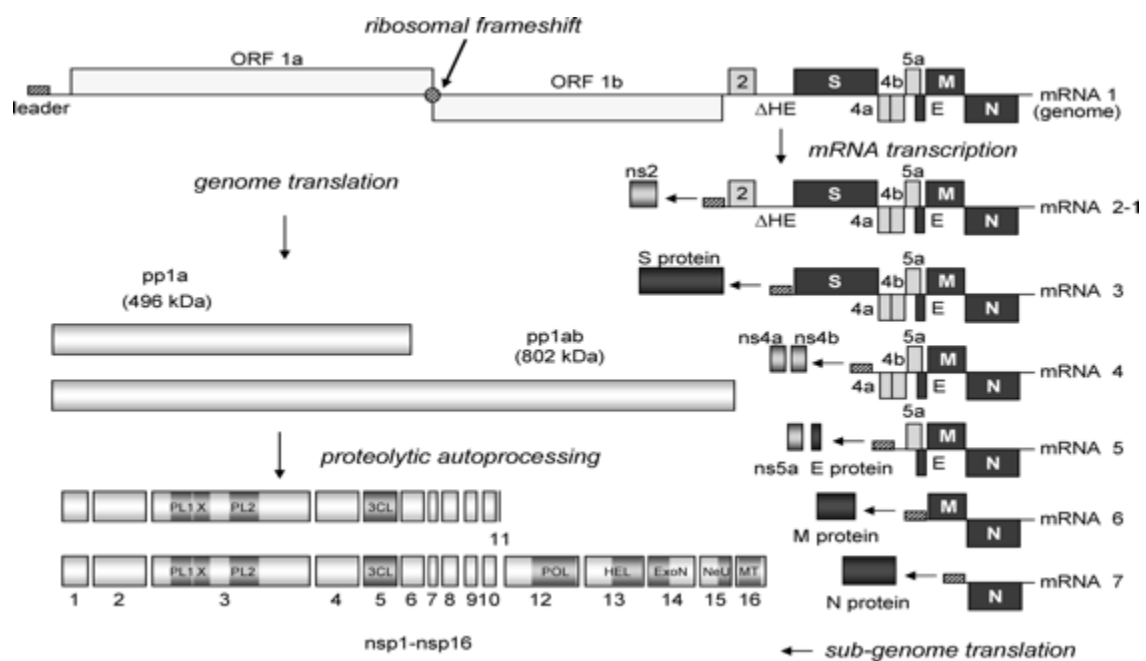 ribosomal frameshift
ORF 1a
leader
ORF 1b
2
ΔHE
S
4b
4a
5a
E
M
N
mRNA 1
(genome)
mRNA transcription
genome translation
ns2
2
ΔHE
S
4b
4a
5a
E
M
N
mRNA 2-1
pp1a
(496 kDa)
S protein
S
4b
4a
5a
E
M
N
mRNA 3
pp1ab
(802 kDa)
ns4a
ns4b
4b
4a
5a
E
M
N
mRNA 4
proteolytic autoprocessing
ns5a
E protein
5a
E
M
N
mRNA 5
PL1 X PL2 3CL
11
M protein
M
N
mRNA 6
PL1 X PL2 3CL POL HEL ExoN NeU MT
1 2 3 4 5 6 7 8 9 10 12 13 14 15 16
N protein
N
mRNA 7
nsp1-nsp16
sub-genome translation